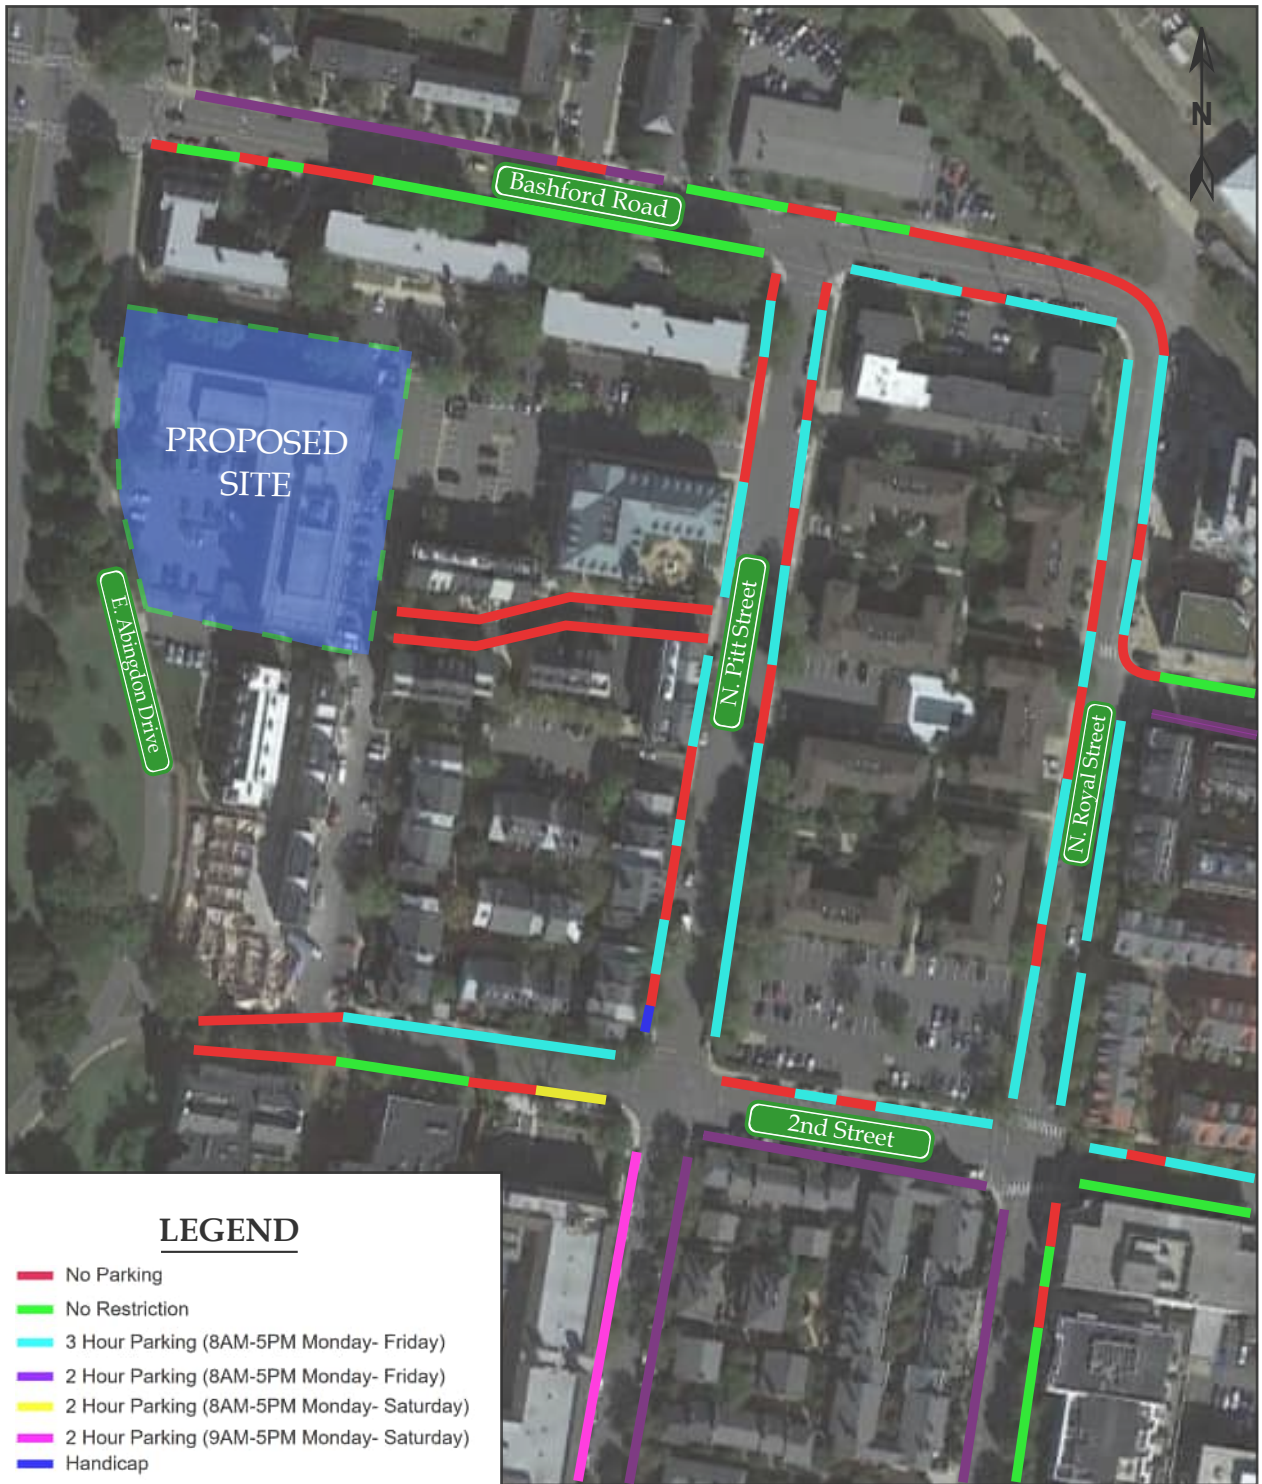 N
Bashford Road
PROPOSED
SITE
E. Abingdon Drive
N. Pitt Street
N. Royal Street
2nd Street
LEGEND
No Parking
No Restriction
3 Hour Parking (8AM-5PM Monday- Friday)
2 Hour Parking (8AM-5PM Monday- Friday)
2 Hour Parking (8AM-5PM Monday- Saturday)
2 Hour Parking (9AM-5PM Monday- Saturday)
Handicap